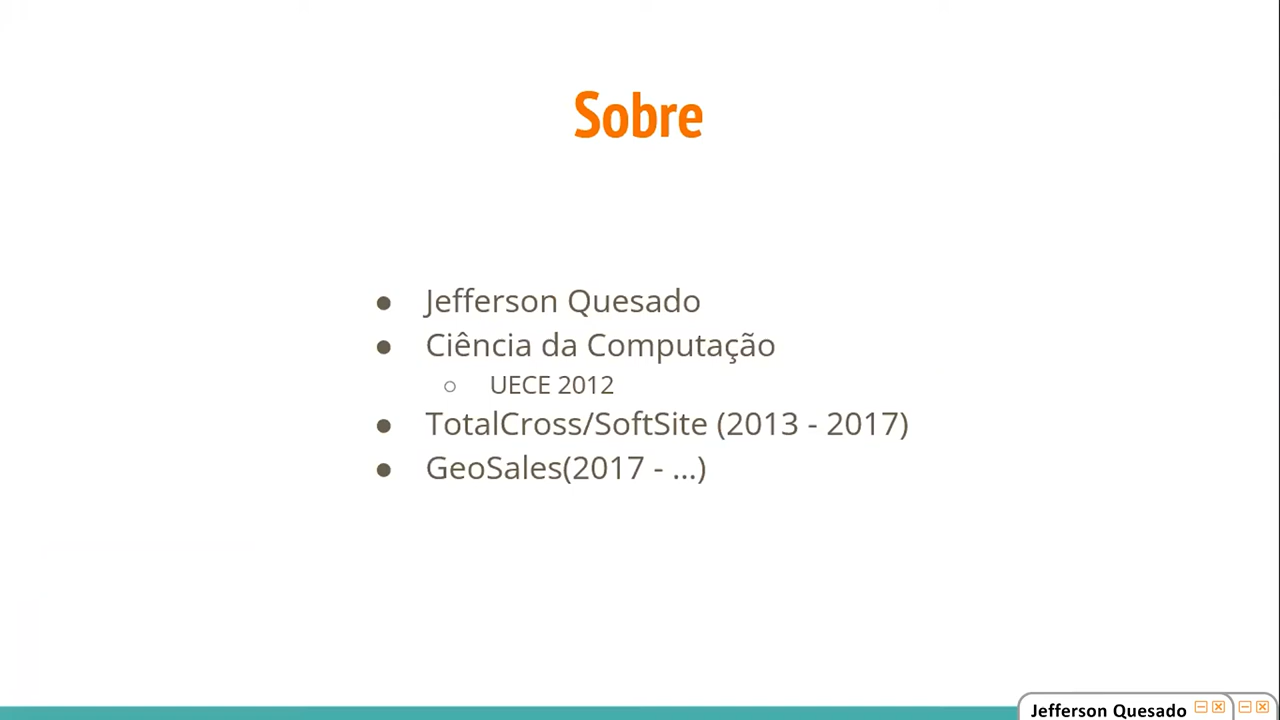 Sobre
● Jefferson Quesado
● Ciência da Computação
○ UECE 2012
● TotalCross/SoftSite (2013 - 2017)
● GeoSales(2017 - ...)
Jefferson Quesado